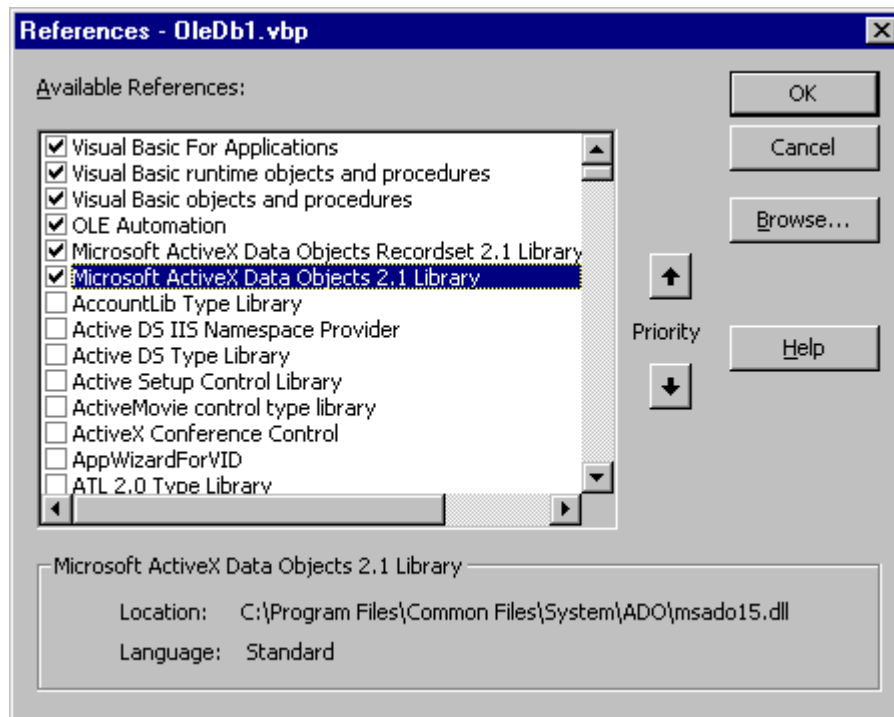 References - OleDb1.vbp
Available References:
OK
Cancel
Browse...
Help
Visual Basic For Applications
Visual Basic runtime objects and procedures
Visual Basic objects and procedures
OLE Automation
Microsoft ActiveX Data Objects Recordset 2.1 Library
Microsoft ActiveX Data Objects 2.1 Library
AccountLib Type Library
Active DS IIS Namespace Provider
Active DS Type Library
Active Setup Control Library
ActiveMovie control type library
ActiveX Conference Control
AppWizardForVID
ATL 2.0 Type Library
Priority
Microsoft ActiveX Data Objects 2.1 Library
Location: C:\Program Files\Common Files\System\ADO\msado15.dll
Language: Standard